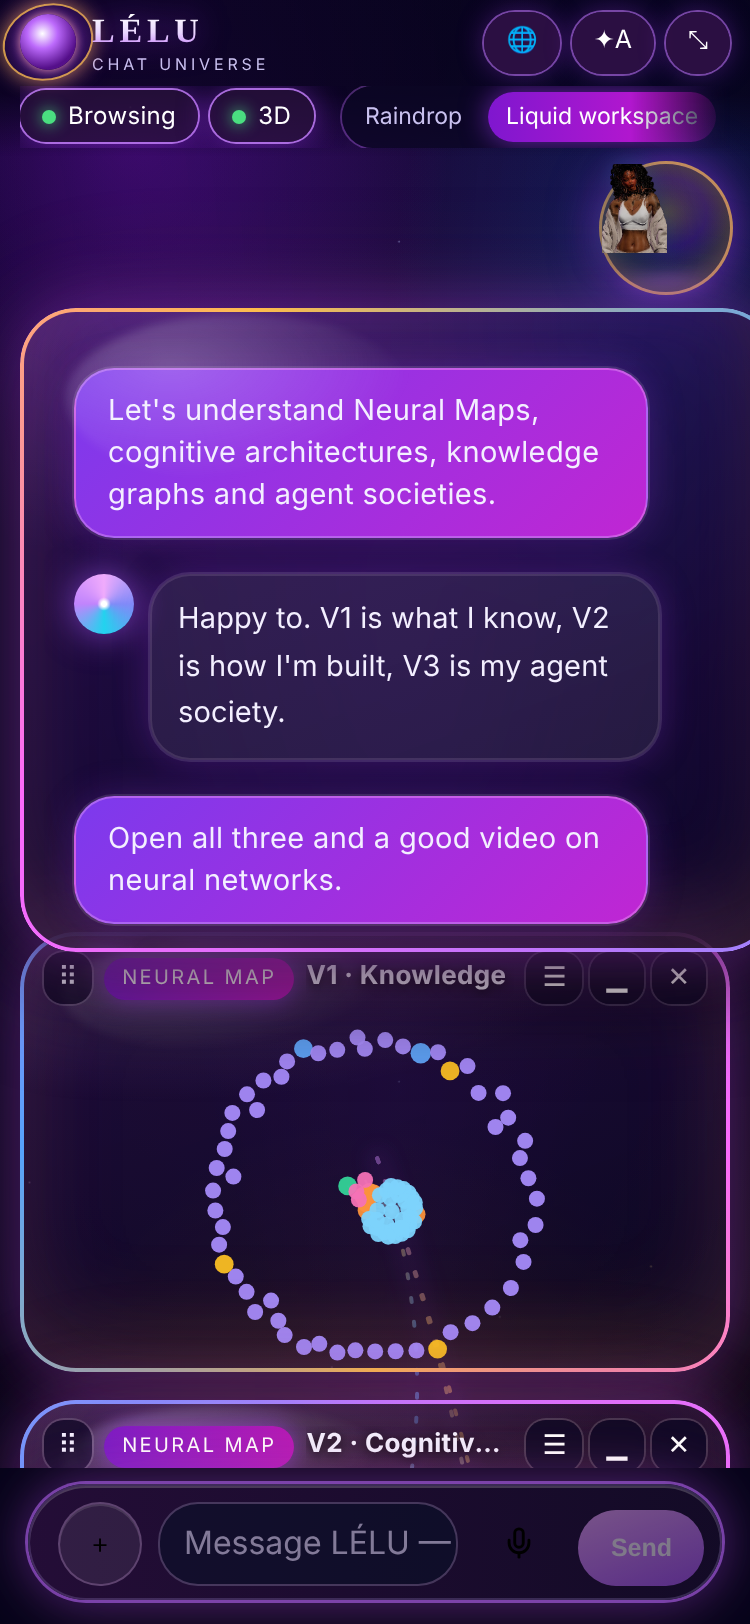 LÉLU
CHAT UNIVERSE
✦A
Browsing
3D
Raindrop
Liquid workspace
Let's understand Neural Maps,
cognitive architectures, knowledge
graphs and agent societies.
Happy to. V1 is what I know, V2
is how I'm built, V3 is my agent
society.
Open all three and a good video on
neural networks.
NEURAL MAP V1 · Knowledge
NEURAL MAP V2 · Cognitiv...
+ Message LÉLU — Send